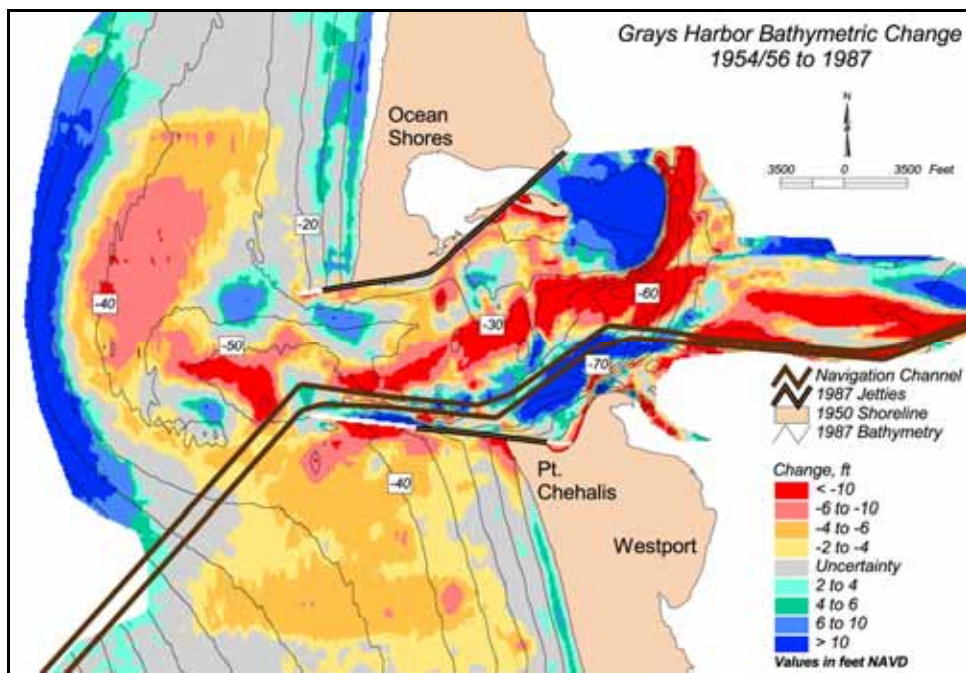 Grays Harbor Bathymetric Change
1954/56 to 1987
Ocean
Shores
3500 0 3500 Feet
-20
-40
-30
-60
-50
-70
-40
Pt.
Chehalis
Westport
Navigation Channel
1987 Jetties
1950 Shoreline
1987 Bathymetry
Change, ft
< -10
-6 to -10
-4 to -6
-2 to -4
Uncertainty
2 to 4
4 to 6
6 to 10
> 10
Values in feet NAVD